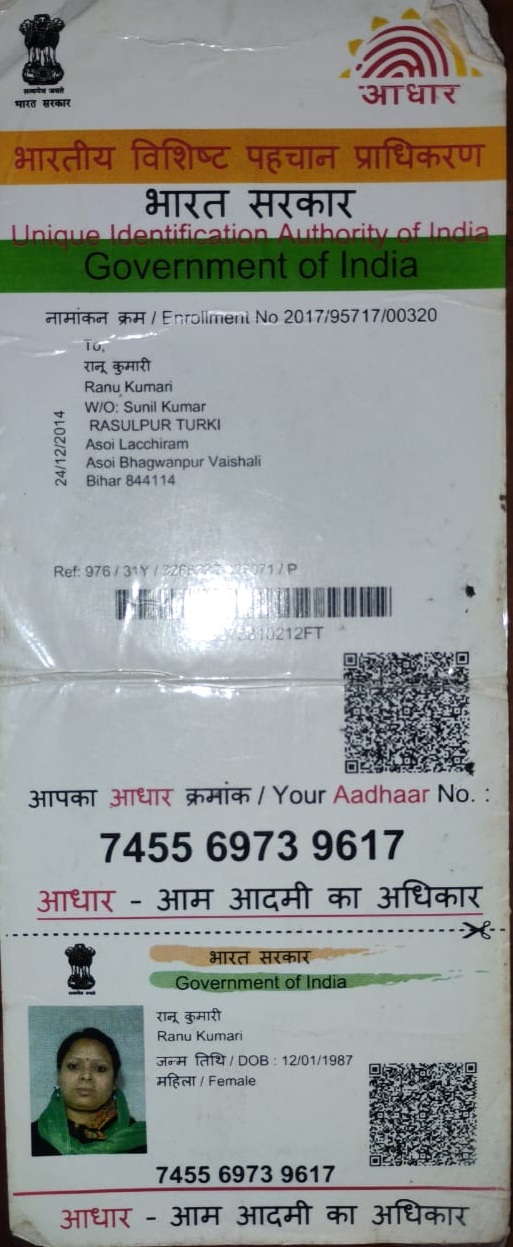 सत्यमेव जयते
भारत सरकार
आधार
भारतीय विशिष्ट पहचान प्राधिकरण
भारत सरकार
Unique Identification Authority of India
Government of India
नामांकन क्रम / Enrollment No 2017/95717/00320
To,
रानू कुमारी
Ranu Kumari
W/O: Sunil Kumar
RASULPUR TURKI
Asoi Lacchiram
Asoi Bhagwanpur Vaishali
Bihar 844114
24/12/2014
Ref: 976 / 31Y / P
आपका आधार क्रमांक / Your Aadhaar No. :
7455 6973 9617
आधार - आम आदमी का अधिकार
भारत सरकार
Government of India
रानू कुमारी
Ranu Kumari
जन्म तिथि / DOB : 12/01/1987
महिला / Female
7455 6973 9617
आधार - आम आदमी का अधिकार